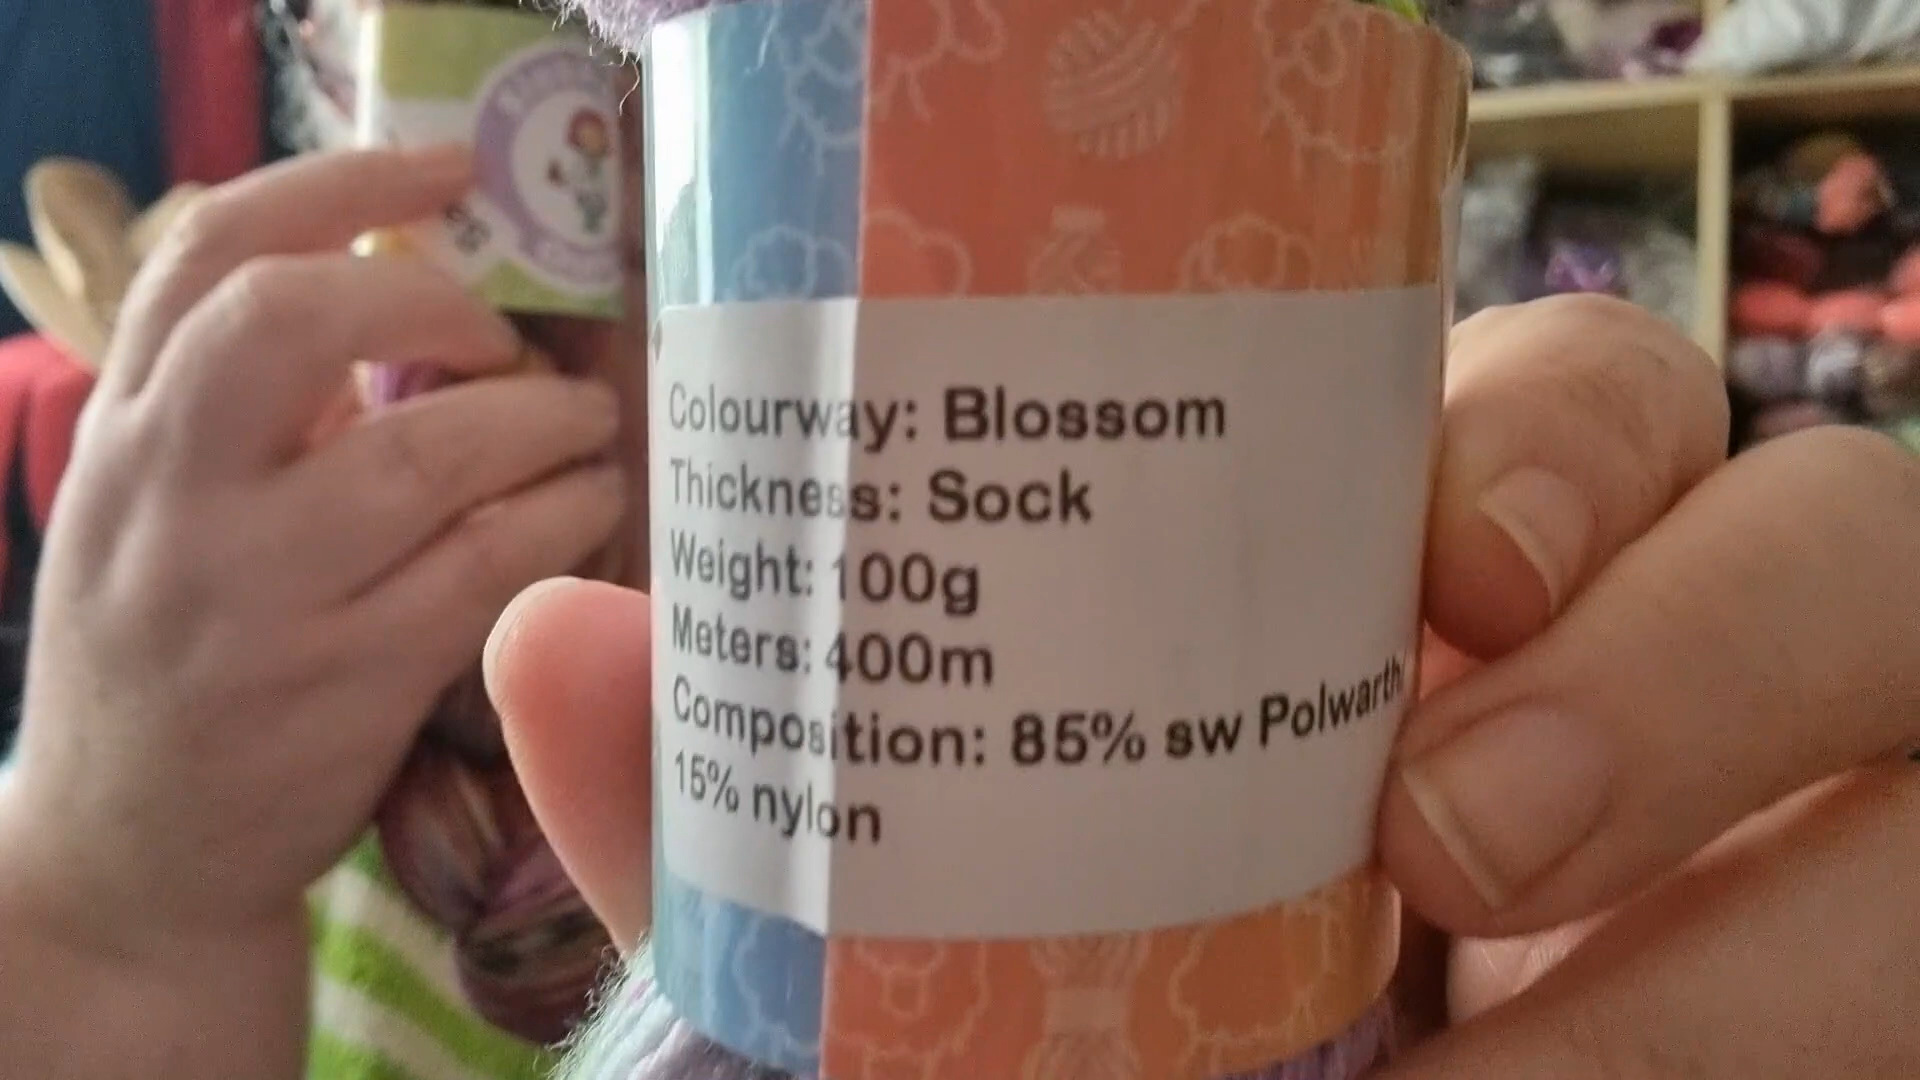 Colourway: Blossom
Thickness: Sock
Weight: 100g
Meters: 400m
Composition: 85% sw Polwarth/
15% nylon